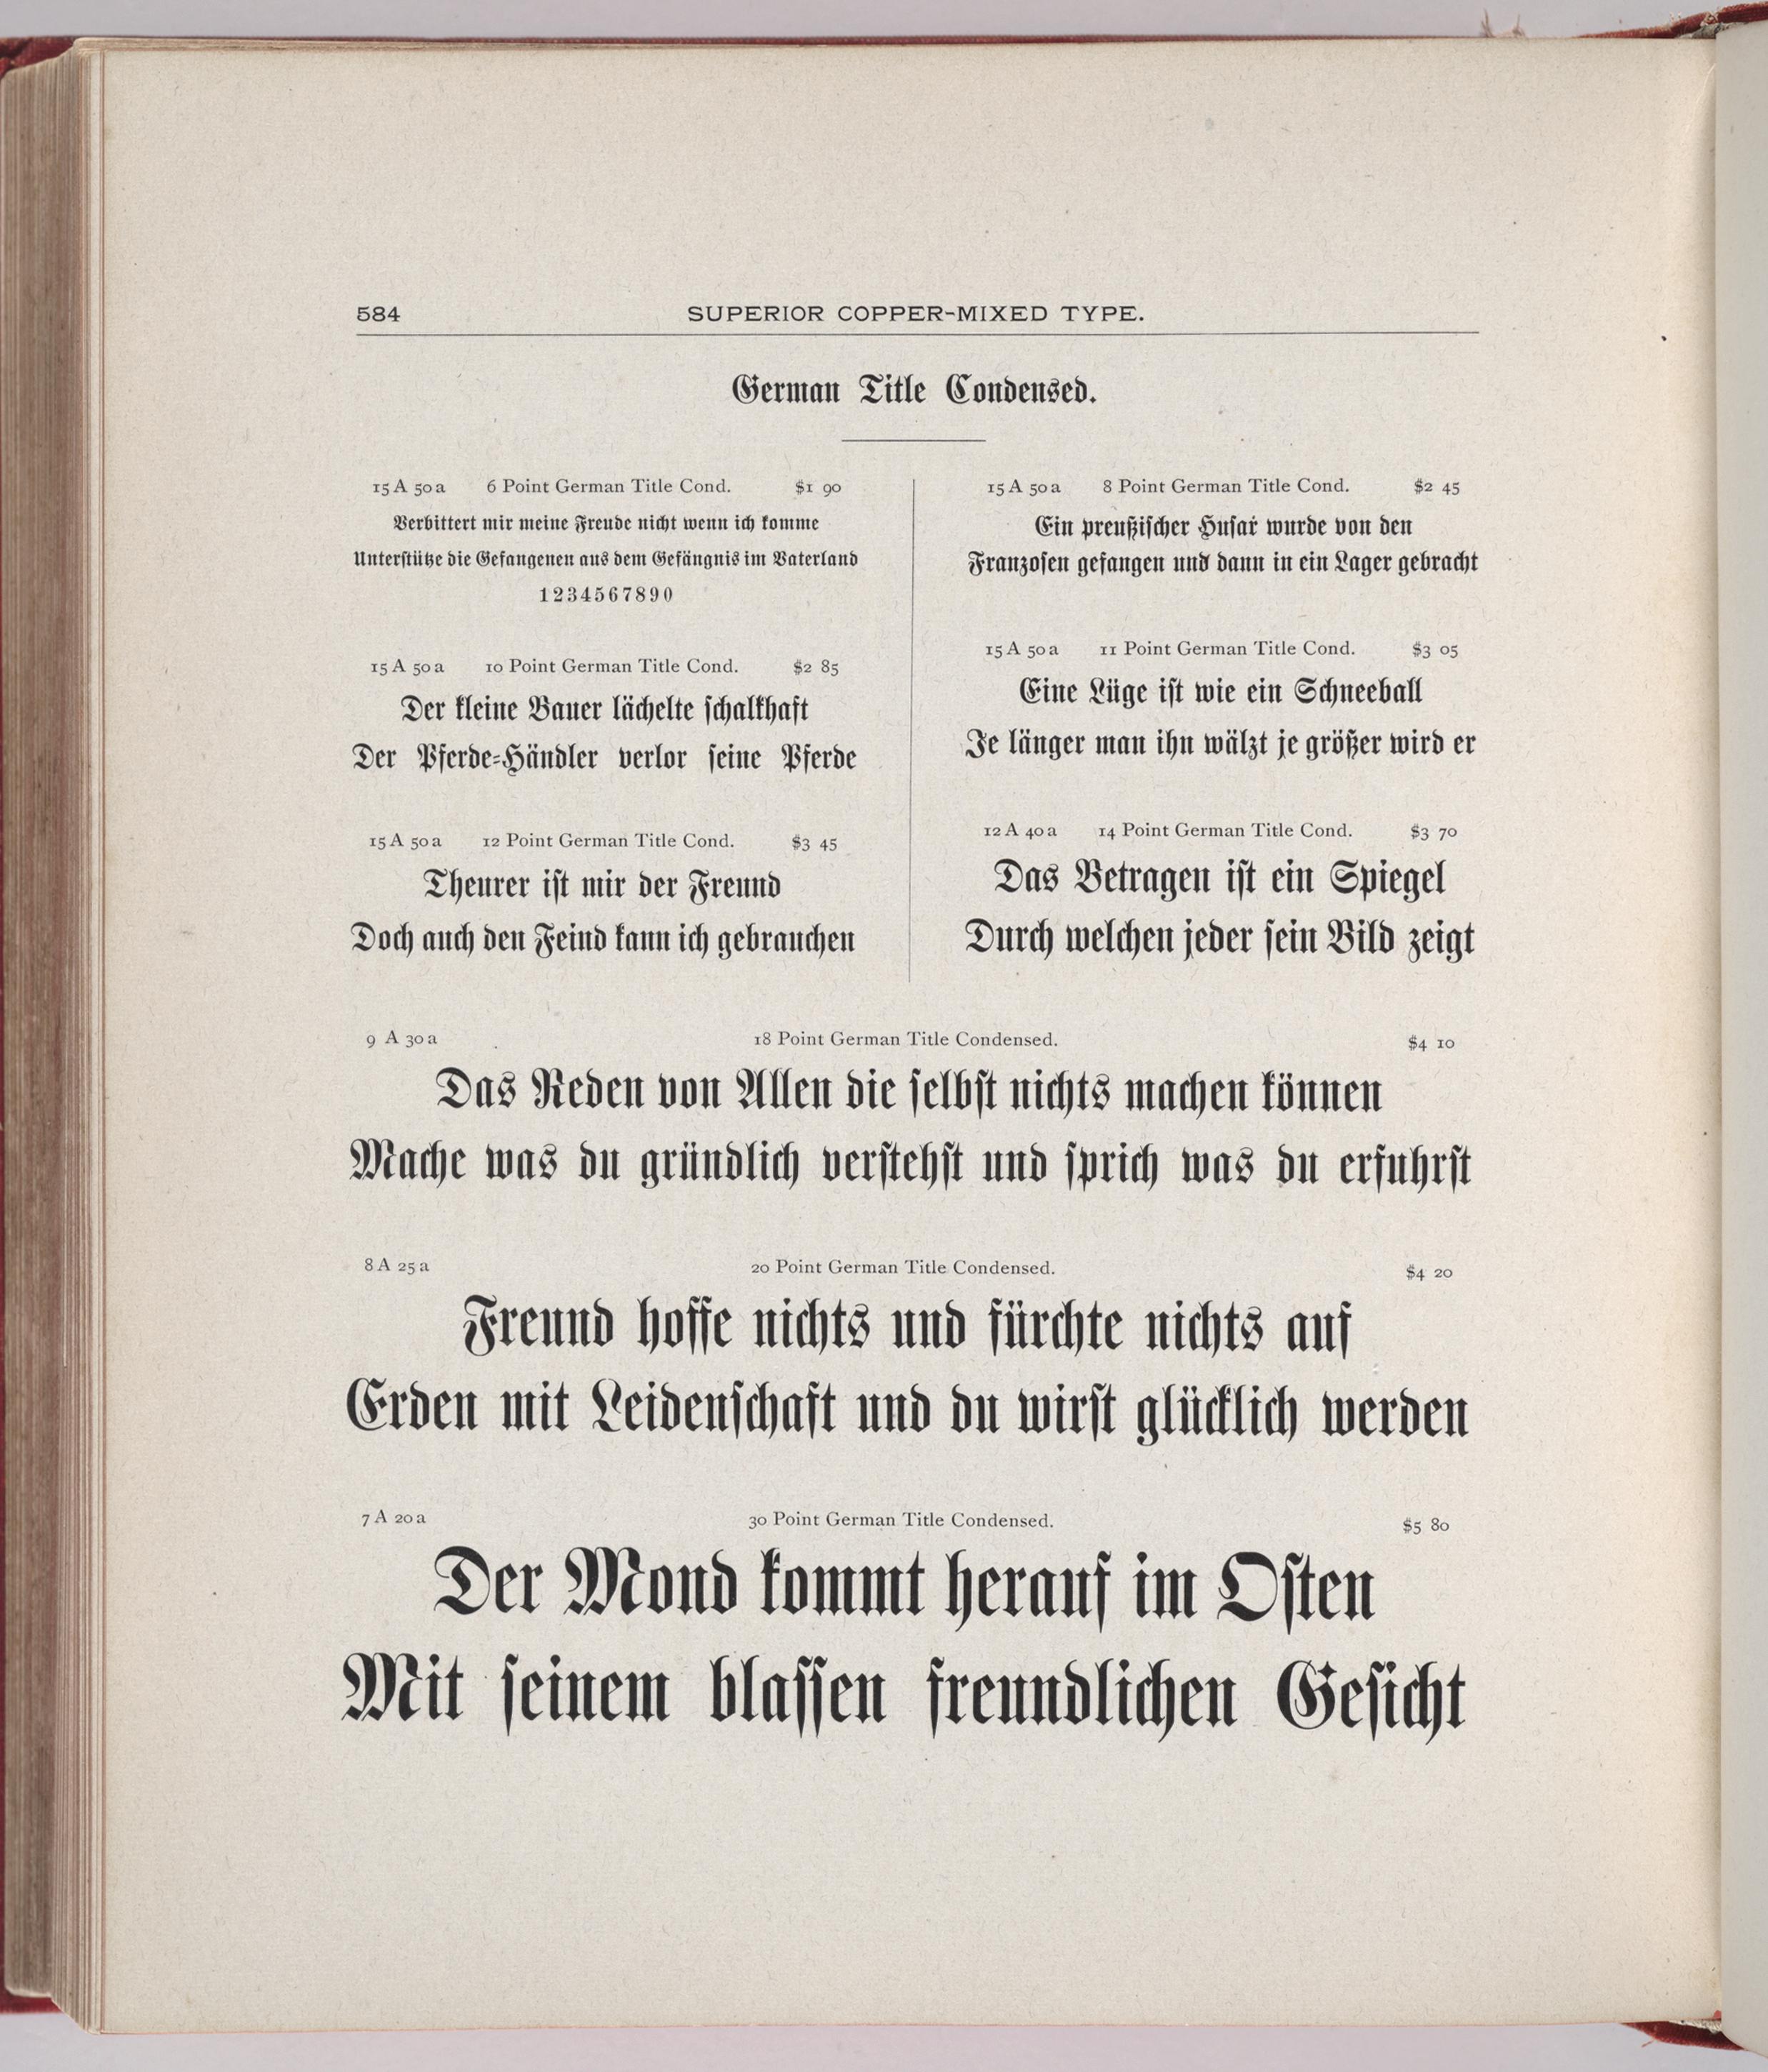 584 SUPERIOR COPPER-MIXED TYPE.
German Title Condensed.
15 A 50 a 6 Point German Title Cond. $1 90
Verbittert mir meine Freude nicht wenn ich komme
Unterstütze die Gefangenen aus dem Gefängnis im Vaterland
1234567890
15 A 50 a 10 Point German Title Cond. $2 85
Der kleine Bauer lächelte schalkhaft
Der Pferde-Händler verlor seine Pferde
15 A 50 a 12 Point German Title Cond. $3 45
Theurer ist mir der Freund
Doch auch den Feind kann ich gebrauchen
15 A 50 a 8 Point German Title Cond. $2 45
Ein preußischer Husar wurde von den
Franzosen gefangen und dann in ein Lager gebracht
15 A 50 a 11 Point German Title Cond. $3 05
Eine Lüge ist wie ein Schneeball
Je länger man ihn wälzt je größer wird er
12 A 40 a 14 Point German Title Cond. $3 70
Das Betragen ist ein Spiegel
Durch welchen jeder sein Bild zeigt
9 A 30 a 18 Point German Title Condensed. $4 10
Das Reden von Allen die selbst nichts machen können
Mache was du gründlich verstehst und sprich was du erfuhrst
8 A 25 a 20 Point German Title Condensed. $4 20
Freund hoffe nichts und fürchte nichts auf
Erden mit Leidenschaft und du wirst glücklich werden
7 A 20 a 30 Point German Title Condensed. $5 80
Der Mond kommt herauf im Osten
Mit seinem blassen freundlichen Gesicht